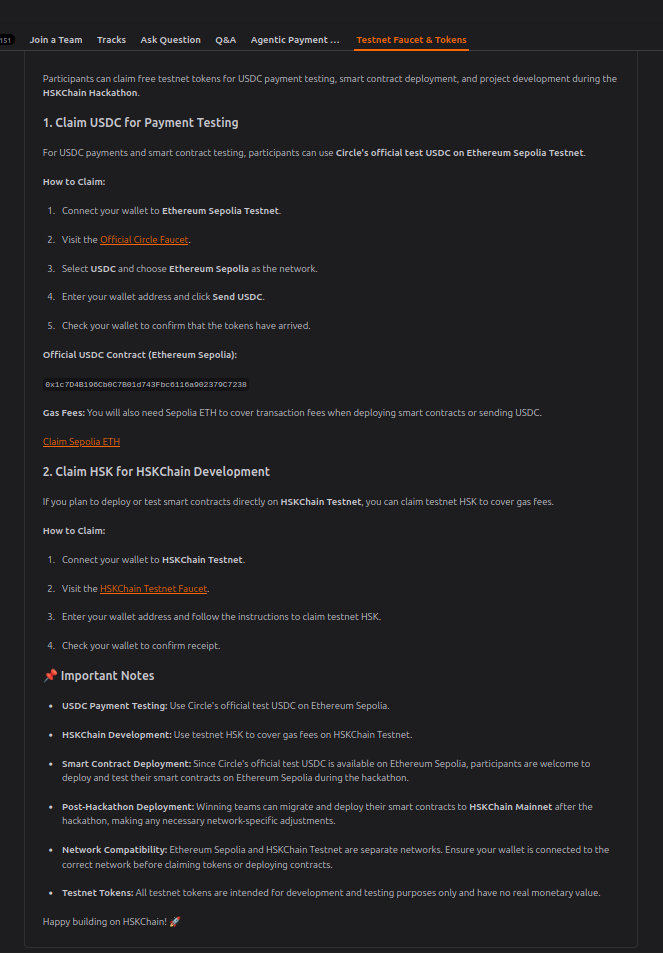 151 Join a Team Tracks Ask Question Q&A Agentic Payment ... Testnet Faucet & Tokens
Participants can claim free testnet tokens for USDC payment testing, smart contract deployment, and project development during the
HSKChain Hackathon.
1. Claim USDC for Payment Testing
For USDC payments and smart contract testing, participants can use Circle's official test USDC on Ethereum Sepolia Testnet.
How to Claim:
1. Connect your wallet to Ethereum Sepolia Testnet.
2. Visit the Official Circle Faucet.
3. Select USDC and choose Ethereum Sepolia as the network.
4. Enter your wallet address and click Send USDC.
5. Check your wallet to confirm that the tokens have arrived.
Official USDC Contract (Ethereum Sepolia):
0x1c7D4B196Cb0C7B01d743Fbc6116a902379C7238
Gas Fees: You will also need Sepolia ETH to cover transaction fees when deploying smart contracts or sending USDC.
Claim Sepolia ETH
2. Claim HSK for HSKChain Development
If you plan to deploy or test smart contracts directly on HSKChain Testnet, you can claim testnet HSK to cover gas fees.
How to Claim:
1. Connect your wallet to HSKChain Testnet.
2. Visit the HSKChain Testnet Faucet.
3. Enter your wallet address and follow the instructions to claim testnet HSK.
4. Check your wallet to confirm receipt.
📌 Important Notes
• USDC Payment Testing: Use Circle's official test USDC on Ethereum Sepolia.
• HSKChain Development: Use testnet HSK to cover gas fees on HSKChain Testnet.
• Smart Contract Deployment: Since Circle's official test USDC is available on Ethereum Sepolia, participants are welcome to
deploy and test their smart contracts on Ethereum Sepolia during the hackathon.
• Post-Hackathon Deployment: Winning teams can migrate and deploy their smart contracts to HSKChain Mainnet after the
hackathon, making any necessary network-specific adjustments.
• Network Compatibility: Ethereum Sepolia and HSKChain Testnet are separate networks. Ensure your wallet is connected to the
correct network before claiming tokens or deploying contracts.
• Testnet Tokens: All testnet tokens are intended for development and testing purposes only and have no real monetary value.
Happy building on HSKChain! 🚀